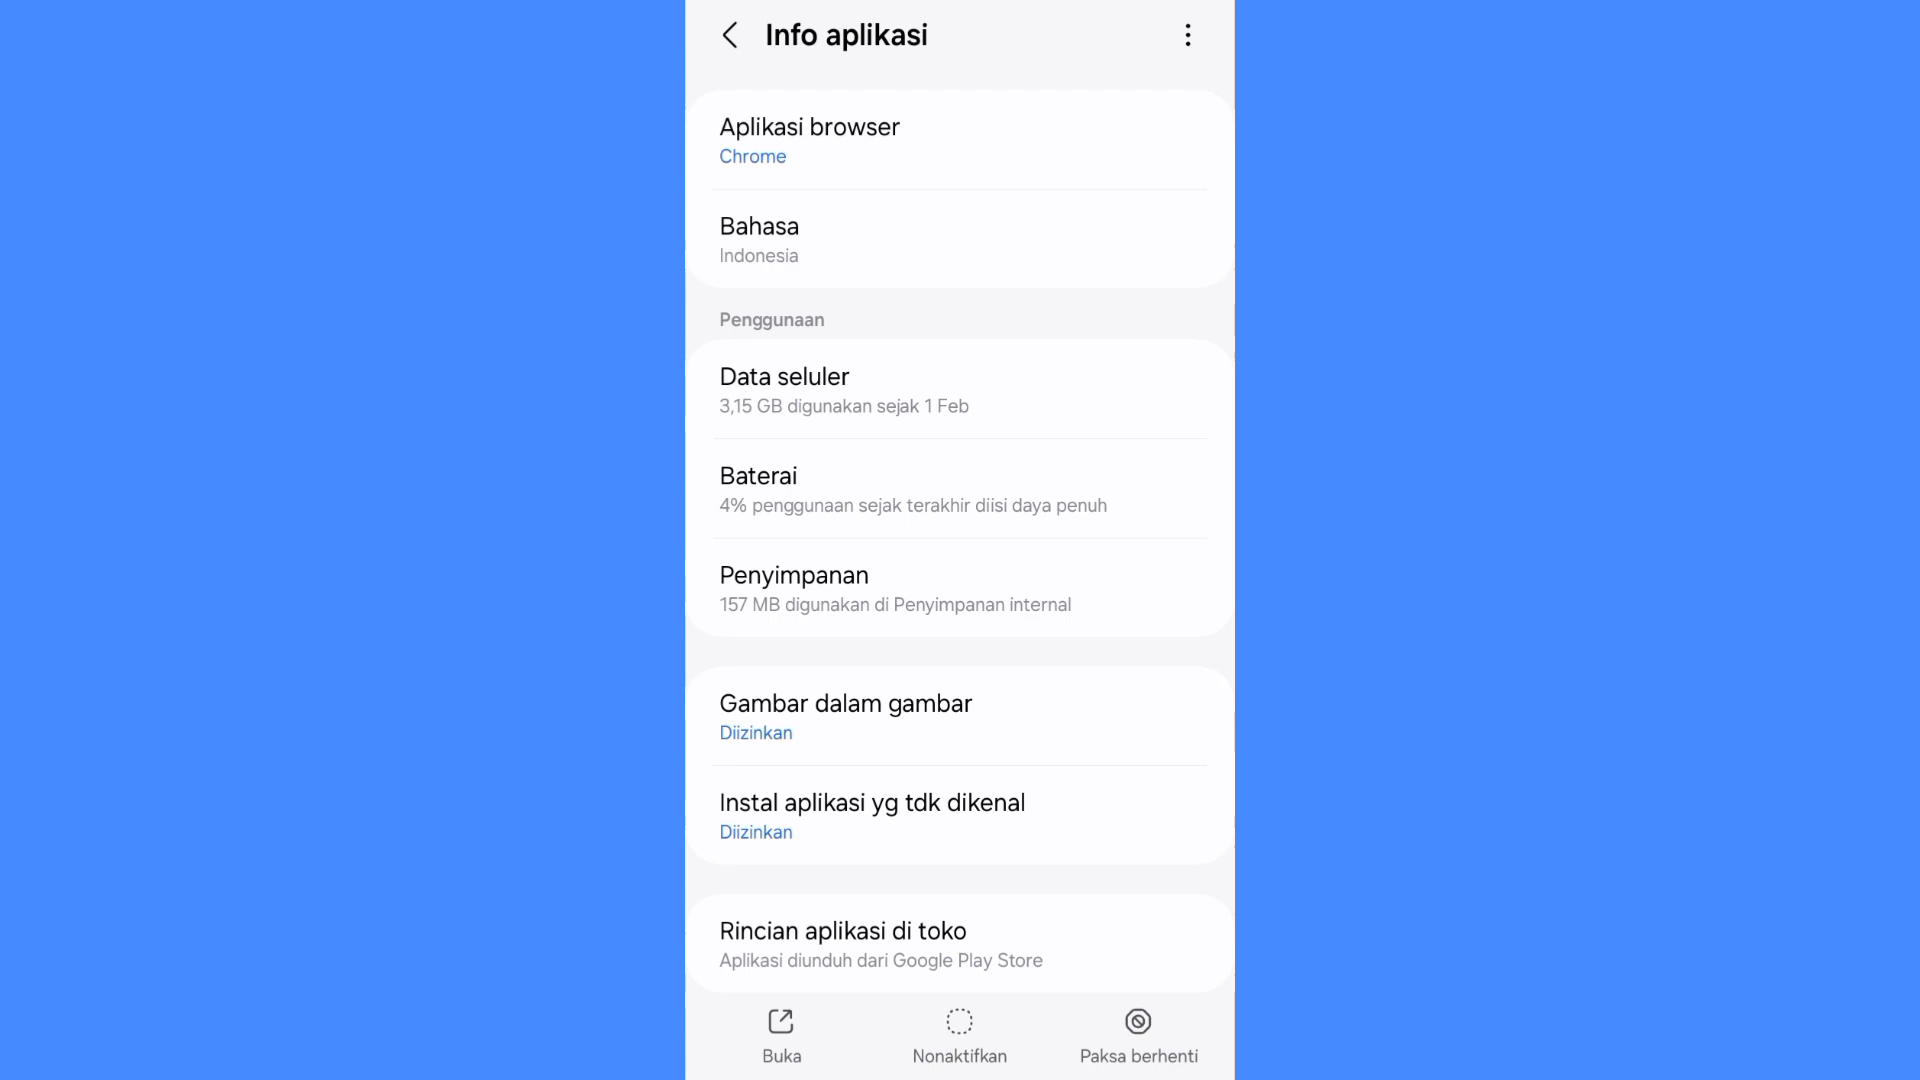 Info aplikasi
Aplikasi browser
Chrome
Bahasa
Indonesia
Penggunaan
Data seluler
3,15 GB digunakan sejak 1 Feb
Baterai
4% penggunaan sejak terakhir diisi daya penuh
Penyimpanan
157 MB digunakan di Penyimpanan internal
Gambar dalam gambar
Diizinkan
Instal aplikasi yg tdk dikenal
Diizinkan
Rincian aplikasi di toko
Aplikasi diunduh dari Google Play Store
Buka
Nonaktifkan
Paksa berhenti